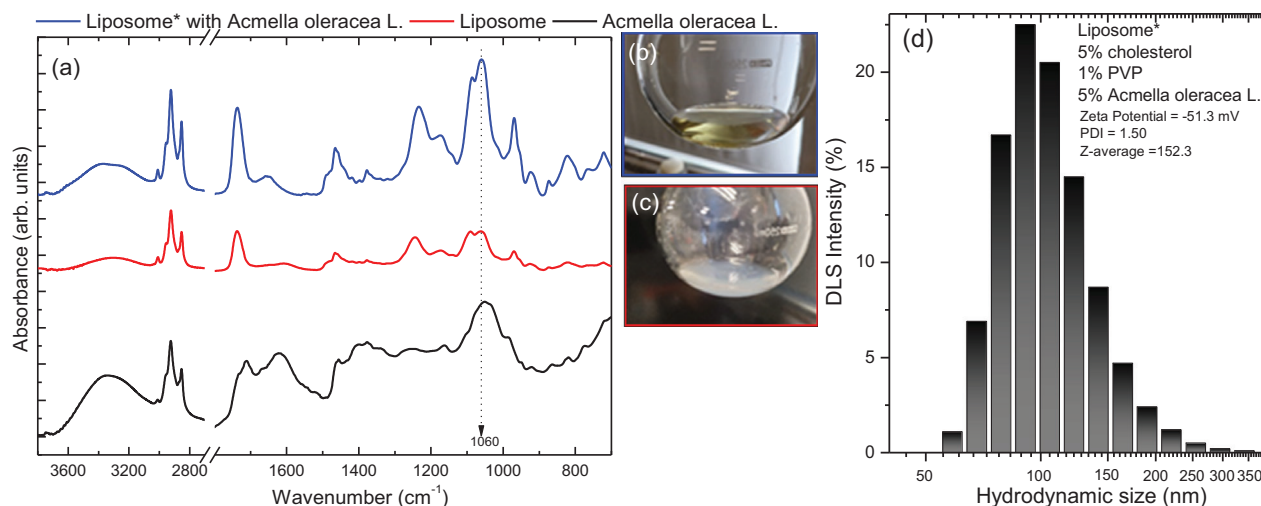 Liposome* with Acmella oleracea L. Liposome Acmella oleracea L.
(a)
Absorbance (arb. units)
1060
3600 3200 2800 1600 1400 1200 1000 800
Wavenumber (cm⁻¹)
(b)
(c)
(d)
Liposome*
5% cholesterol
1% PVP
5% Acmella oleracea L.
Zeta Potential = -51.3 mV
PDI = 1.50
Z-average =152.3
DLS Intensity (%)
20
15
10
5
0
50 100 150 200 250 300 350
Hydrodynamic size (nm)